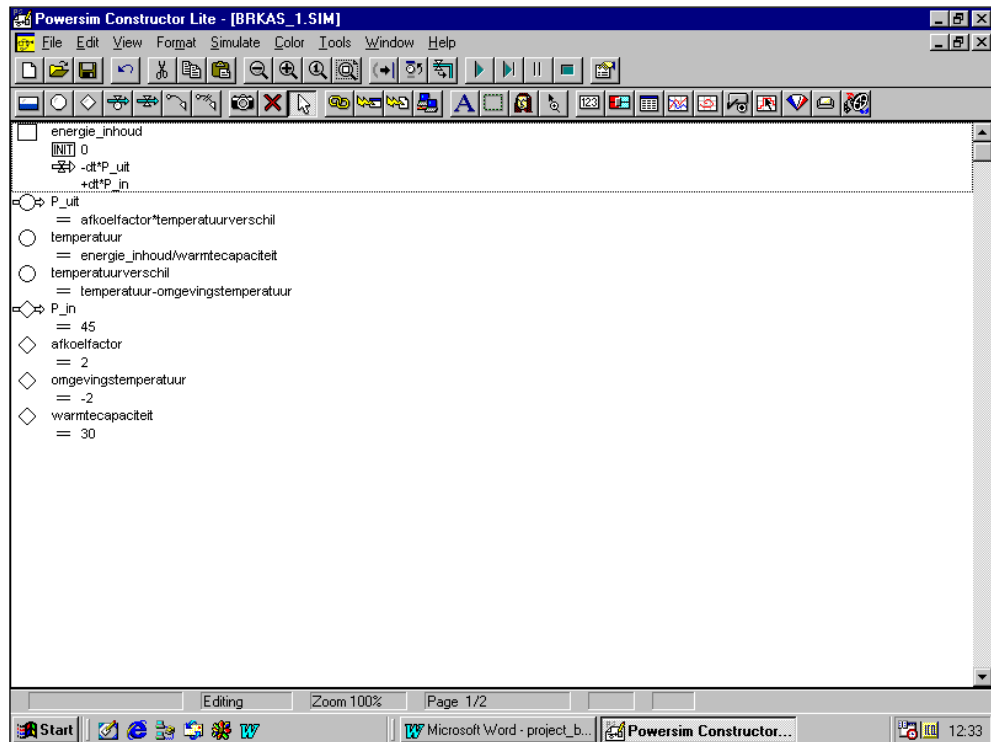 Powersim Constructor Lite - [BRKAS_1.SIM]
File Edit View Format Simulate Color Tools Window Help
energie_inhoud
INIT 0
-dt*P_uit
+dt*P_in
P_uit
= afkoelfactor*temperatuurverschil
temperatuur
= energie_inhoud/warmtecapaciteit
temperatuurverschil
= temperatuur-omgevingstemperatuur
P_in
= 45
afkoelfactor
= 2
omgevingstemperatuur
= -2
warmtecapaciteit
= 30
Editing Zoom 100% Page 1/2
Start Microsoft Word - project_b... Powersim Constructor... 12:33